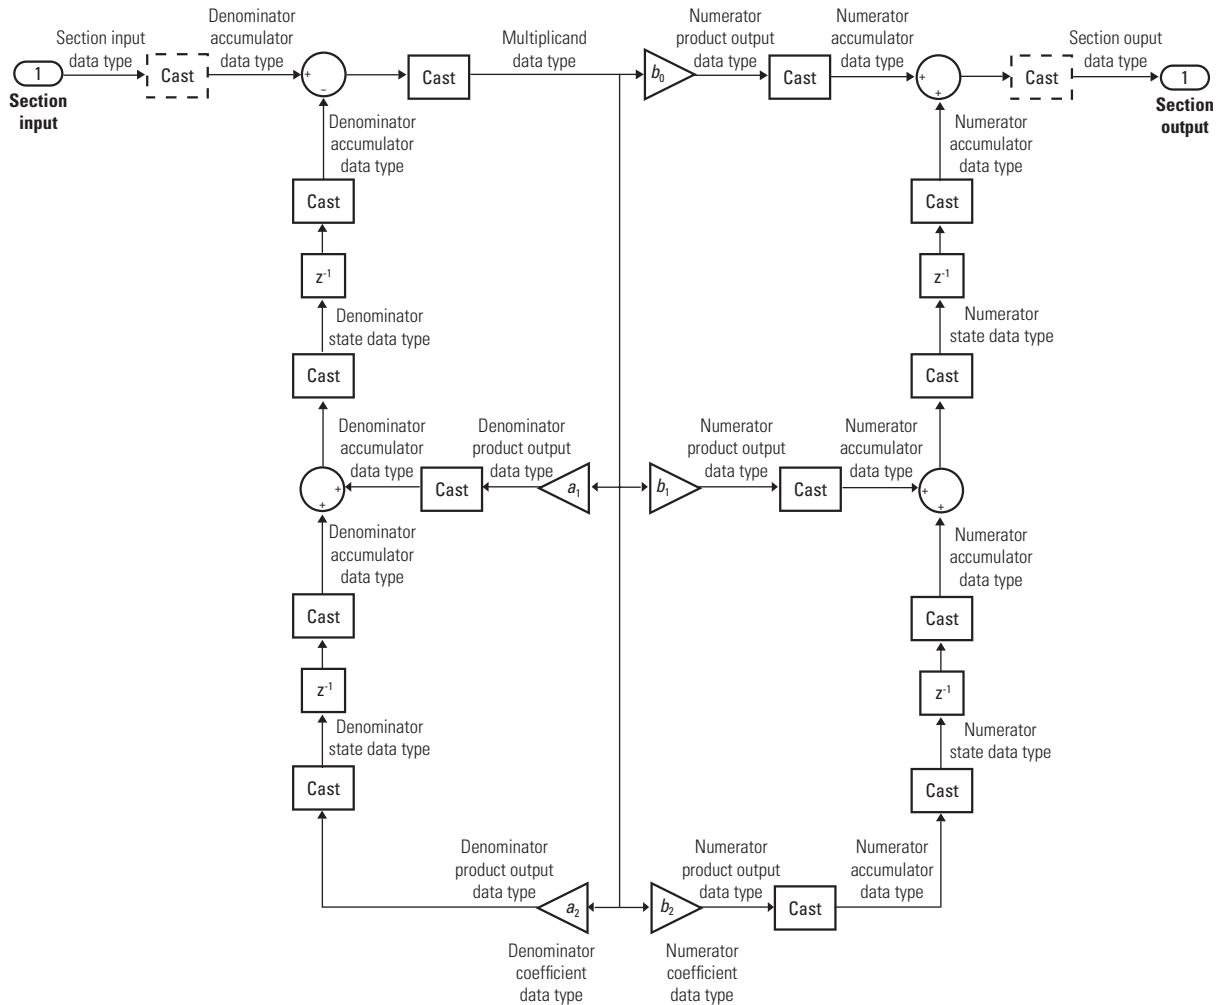 Section input
data type
Denominator
accumulator
data type
Multiplicand
data type
Numerator
product output
data type
Numerator
accumulator
data type
Section ouput
data type
1
Section
input
Cast
+
−
Cast
b0
Cast
+
+
Cast
1
Section
output
Denominator
accumulator
data type
Numerator
accumulator
data type
Cast
Cast
z-1
z-1
Denominator
state data type
Numerator
state data type
Cast
Cast
Denominator
accumulator
data type
Denominator
product output
data type
Numerator
product output
data type
Numerator
accumulator
data type
+
+
Cast
a1
b1
Cast
+
+
Denominator
accumulator
data type
Numerator
accumulator
data type
Cast
Cast
z-1
z-1
Denominator
state data type
Numerator
state data type
Cast
Cast
Denominator
product output
data type
Numerator
product output
data type
Numerator
accumulator
data type
a2
b2
Cast
Denominator
coefficient
data type
Numerator
coefficient
data type